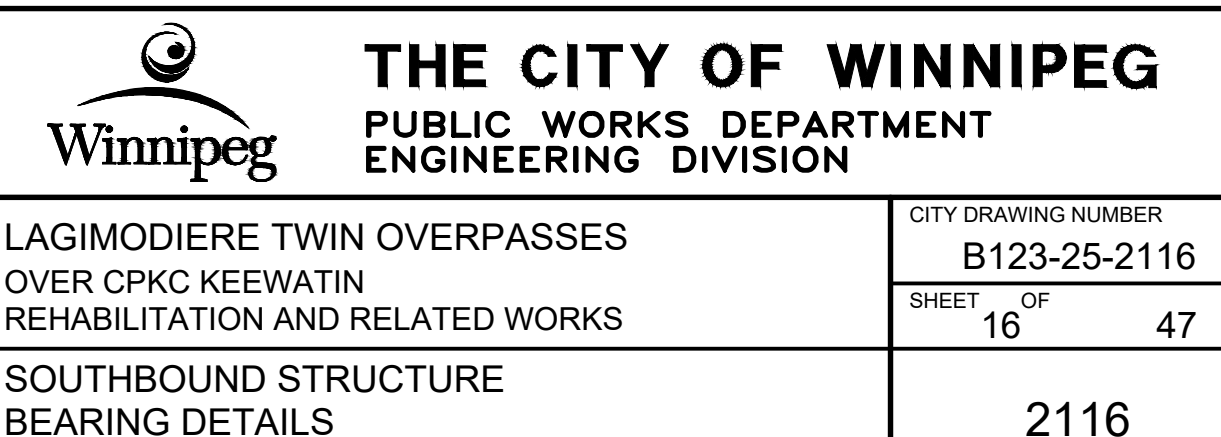 Winnipeg
THE CITY OF WINNIPEG
PUBLIC WORKS DEPARTMENT
ENGINEERING DIVISION
LAGIMODIERE TWIN OVERPASSES
OVER CPKC KEEWATIN
REHABILITATION AND RELATED WORKS
CITY DRAWING NUMBER
B123-25-2116
SHEET OF
16 47
SOUTHBOUND STRUCTURE
BEARING DETAILS
2116